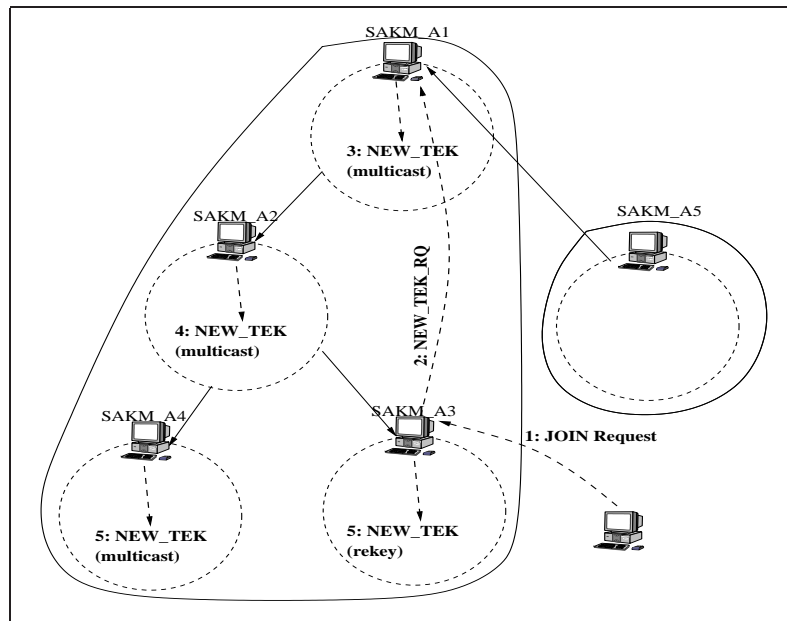 SAKM_A1
3: NEW_TEK
(multicast)
SAKM_A2
SAKM_A5
2: NEW_TEK_RQ
4: NEW_TEK
(multicast)
SAKM_A4
SAKM_A3
1: JOIN Request
5: NEW_TEK
(multicast)
5: NEW_TEK
(rekey)